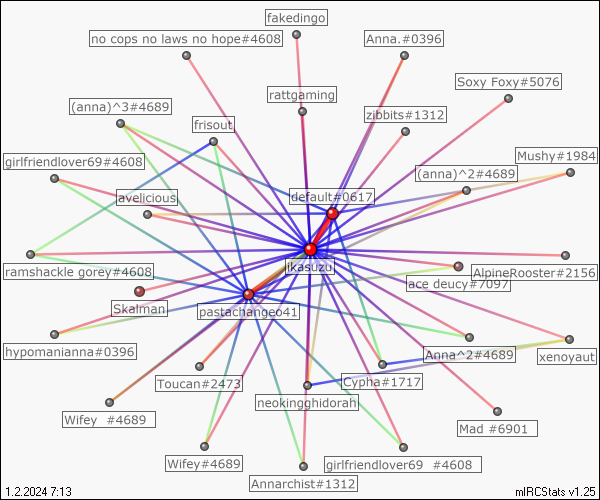 fakedingo
no cops no laws no hope#4608
Anna.#0396
Soxy Foxy#5076
rattgaming
(anna)^3#4689
zibbits#1312
frisout
Mushy#1984
girlfriendlover69#4608
(anna)^2#4689
lavelicious
default#0617
ikasuzu
ramshackle gorey#4608
AlpineRooster#2156
ace deucy#7097
Skalman
pastachangeo41
hypomanianna#0396
Anna^2#4689
xenoyaut
Toucan#2473
Cypha#1717
neokingghidorah
Wifey #4689
Mad #6901
Wifey#4689
girlfriendlover69 #4608
Annarchist#1312
1.2.2024 7:13
mIRCStats v1.25